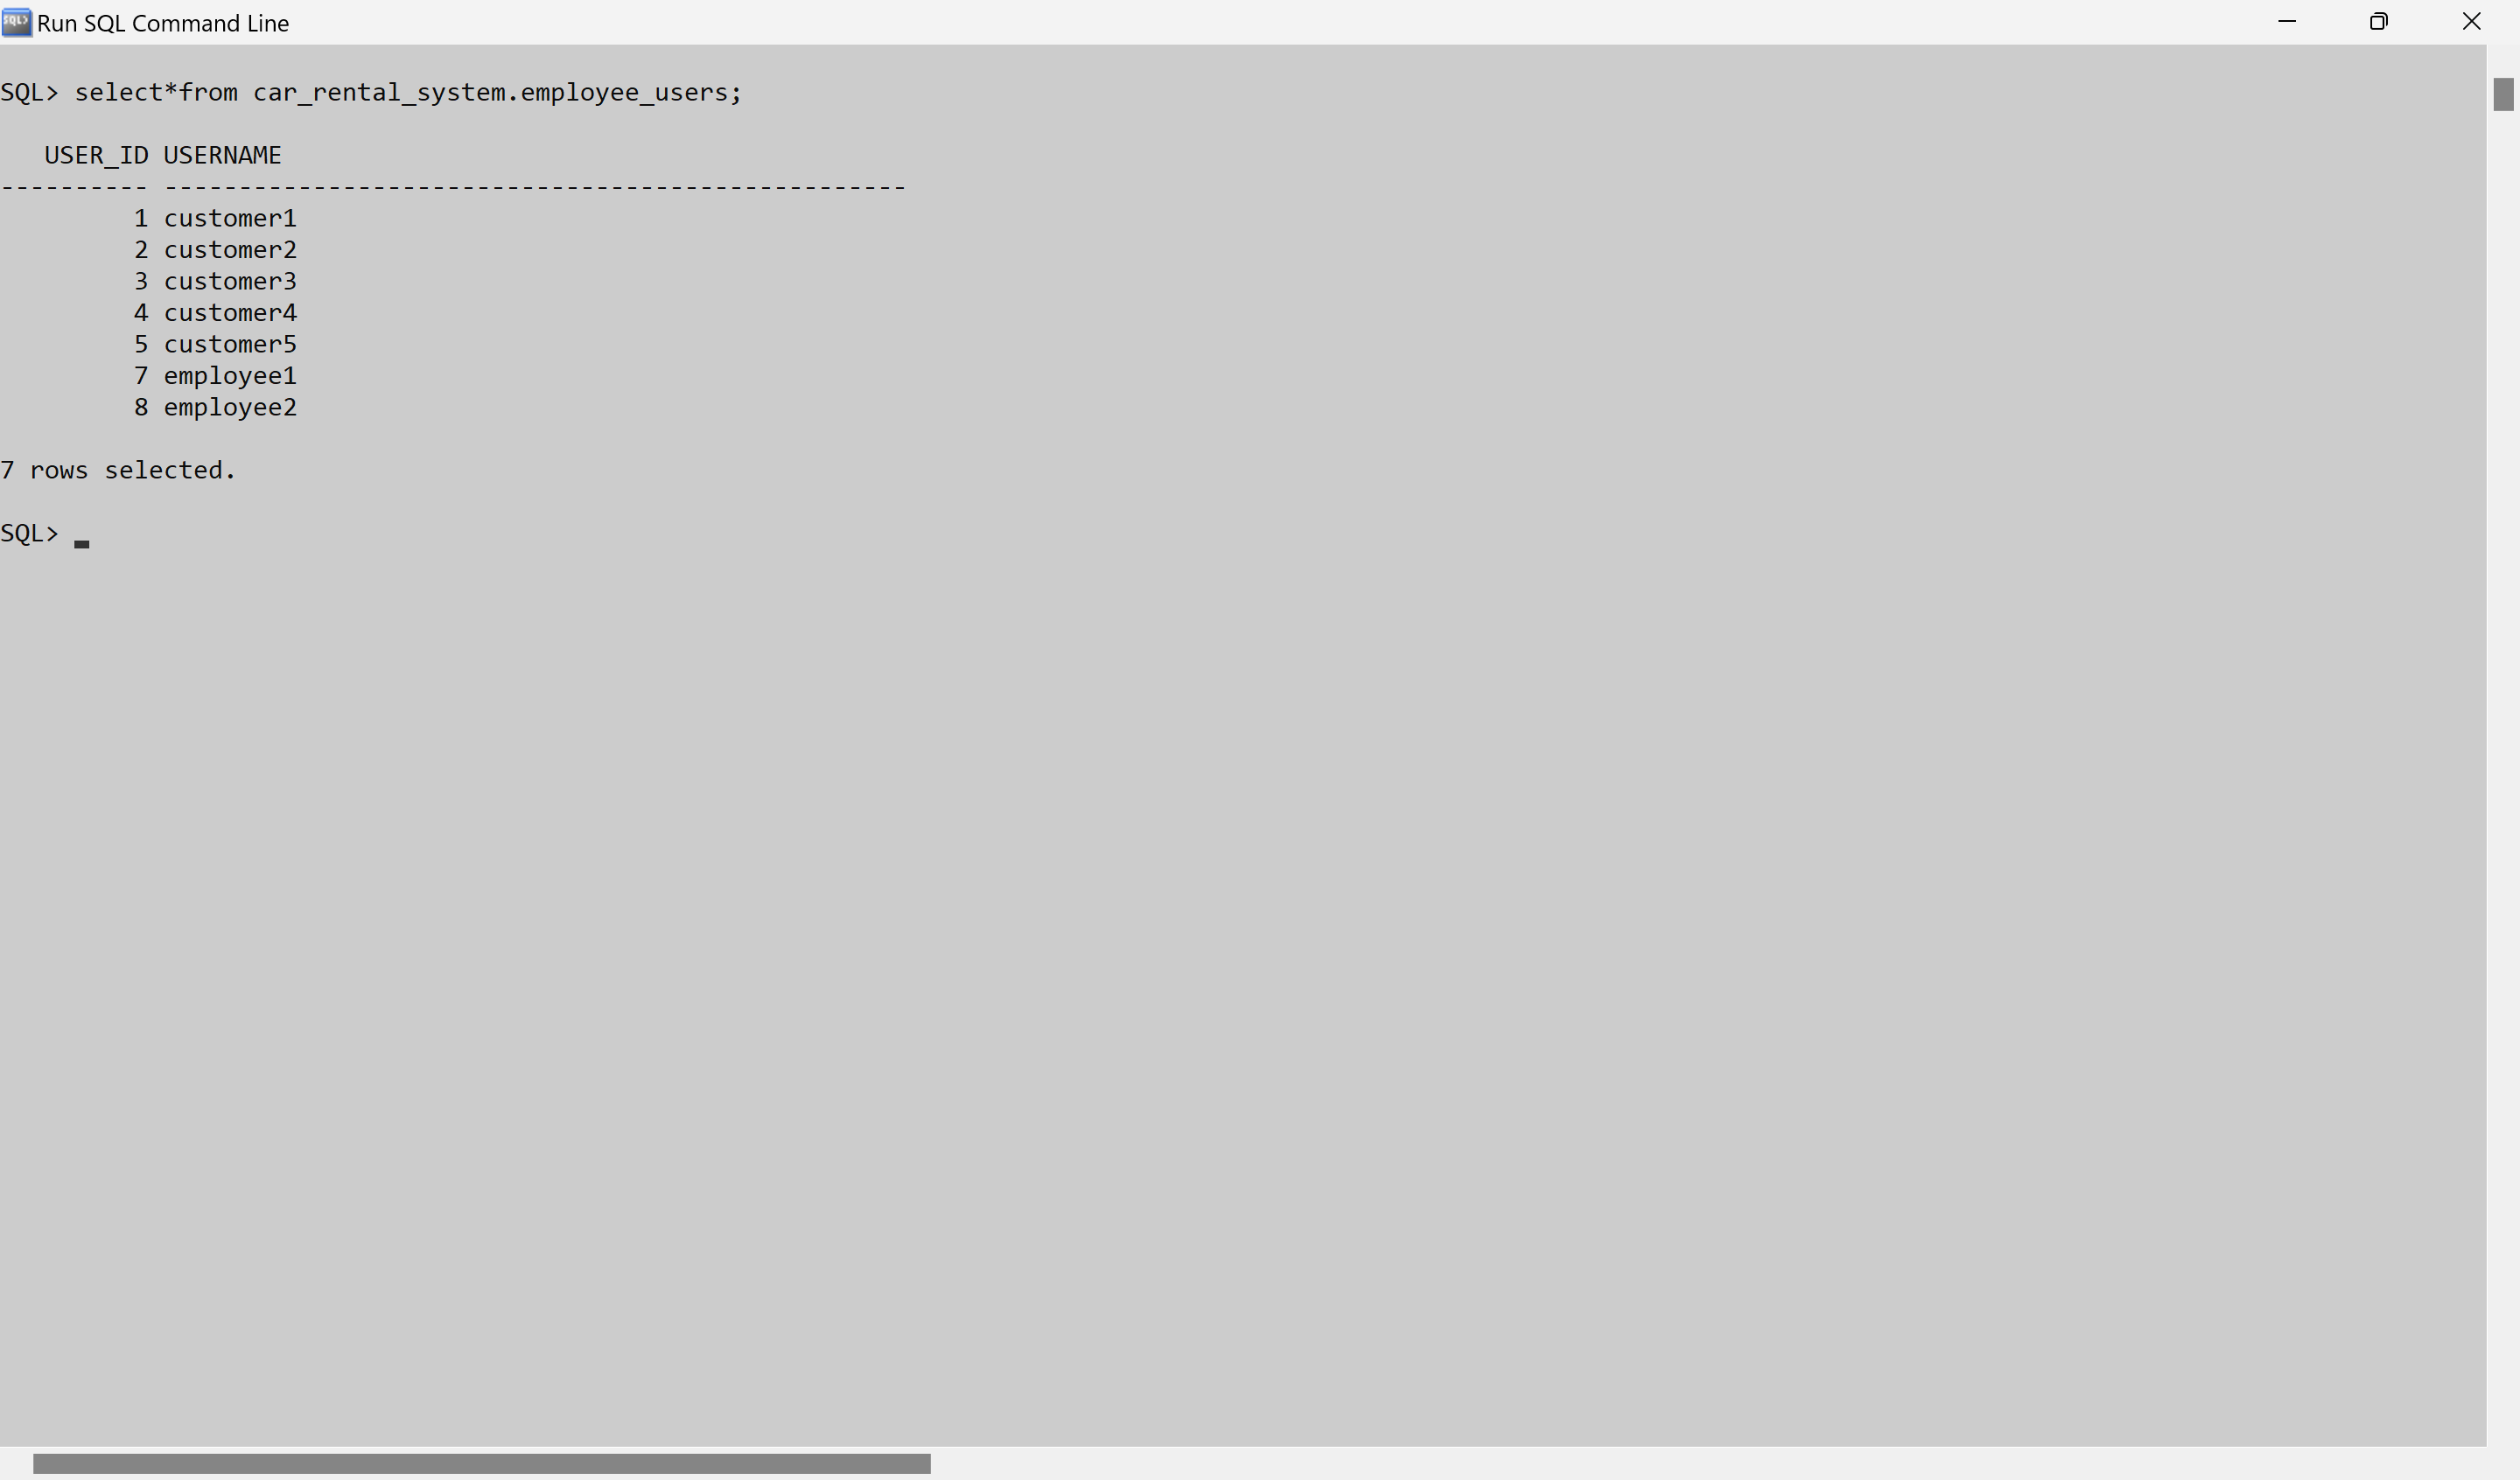 Run SQL Command Line
SQL> select*from car_rental_system.employee_users;
   USER_ID USERNAME
---------- --------------------------------------------------
         1 customer1
         2 customer2
         3 customer3
         4 customer4
         5 customer5
         7 employee1
         8 employee2
7 rows selected.
SQL> _